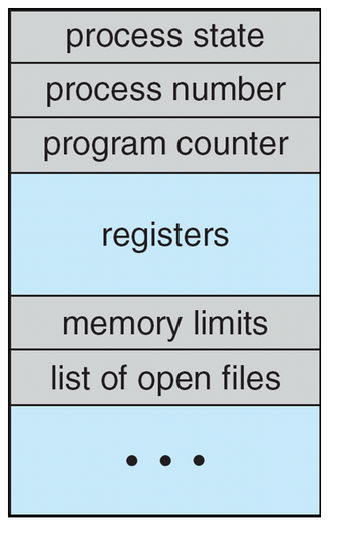 process state
process number
program counter
registers
memory limits
list of open files
• • •